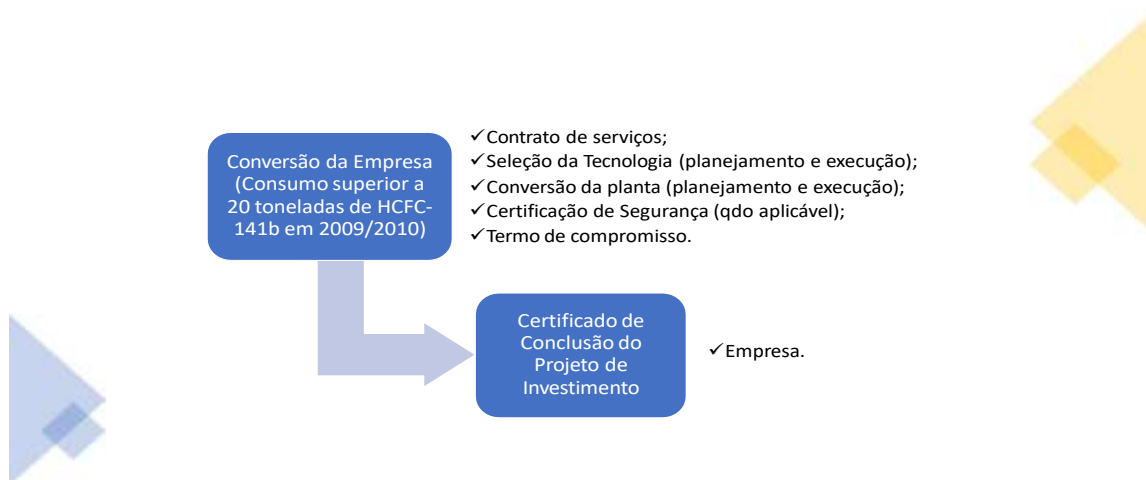 Conversão da Empresa
(Consumo superior a
20 toneladas de HCFC-
141b em 2009/2010)
✓Contrato de serviços;
✓Seleção da Tecnologia (planejamento e execução);
✓Conversão da planta (planejamento e execução);
✓Certificação de Segurança (qdo aplicável);
✓Termo de compromisso.
Certificado de
Conclusão do
Projeto de
Investimento
✓Empresa.